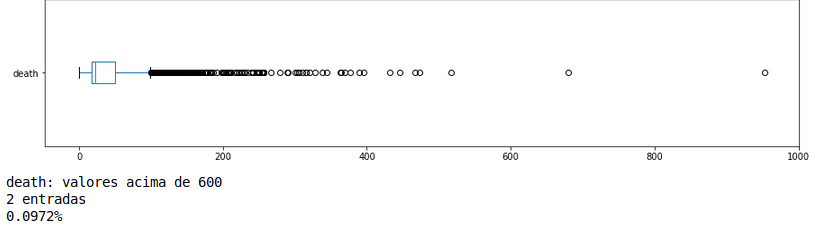 death
0 200 400 600 800 1000
death: valores acima de 600
2 entradas
0.0972%